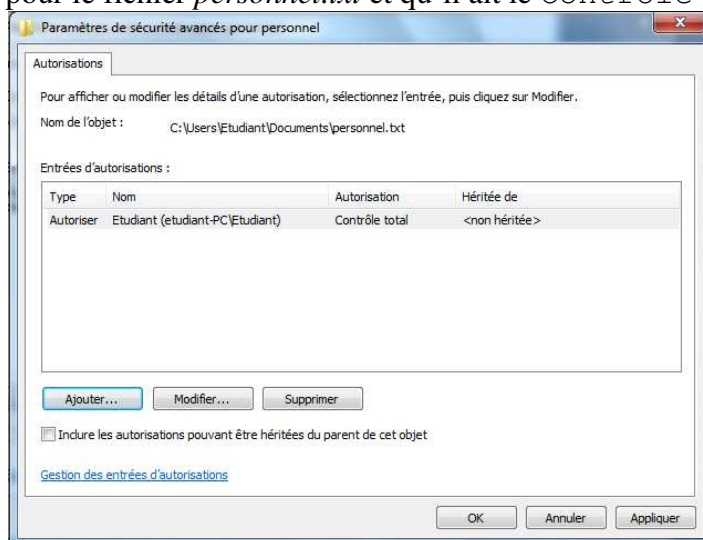 pour le fichier personnel.txt et qu'il ait le Contrôle
Paramètres de sécurité avancés pour personnel
Autorisations
Pour afficher ou modifier les détails d'une autorisation, sélectionnez l'entrée, puis cliquez sur Modifier.
Nom de l'objet : C:\Users\Etudiant\Documents\personnel.txt
Entrées d'autorisations :
Type Nom Autorisation Héritée de
Autoriser Etudiant (etudiant-PC\Etudiant) Contrôle total <non héritée>
Ajouter... Modifier... Supprimer
Inclure les autorisations pouvant être héritées du parent de cet objet
Gestion des entrées d'autorisations
OK Annuler Appliquer